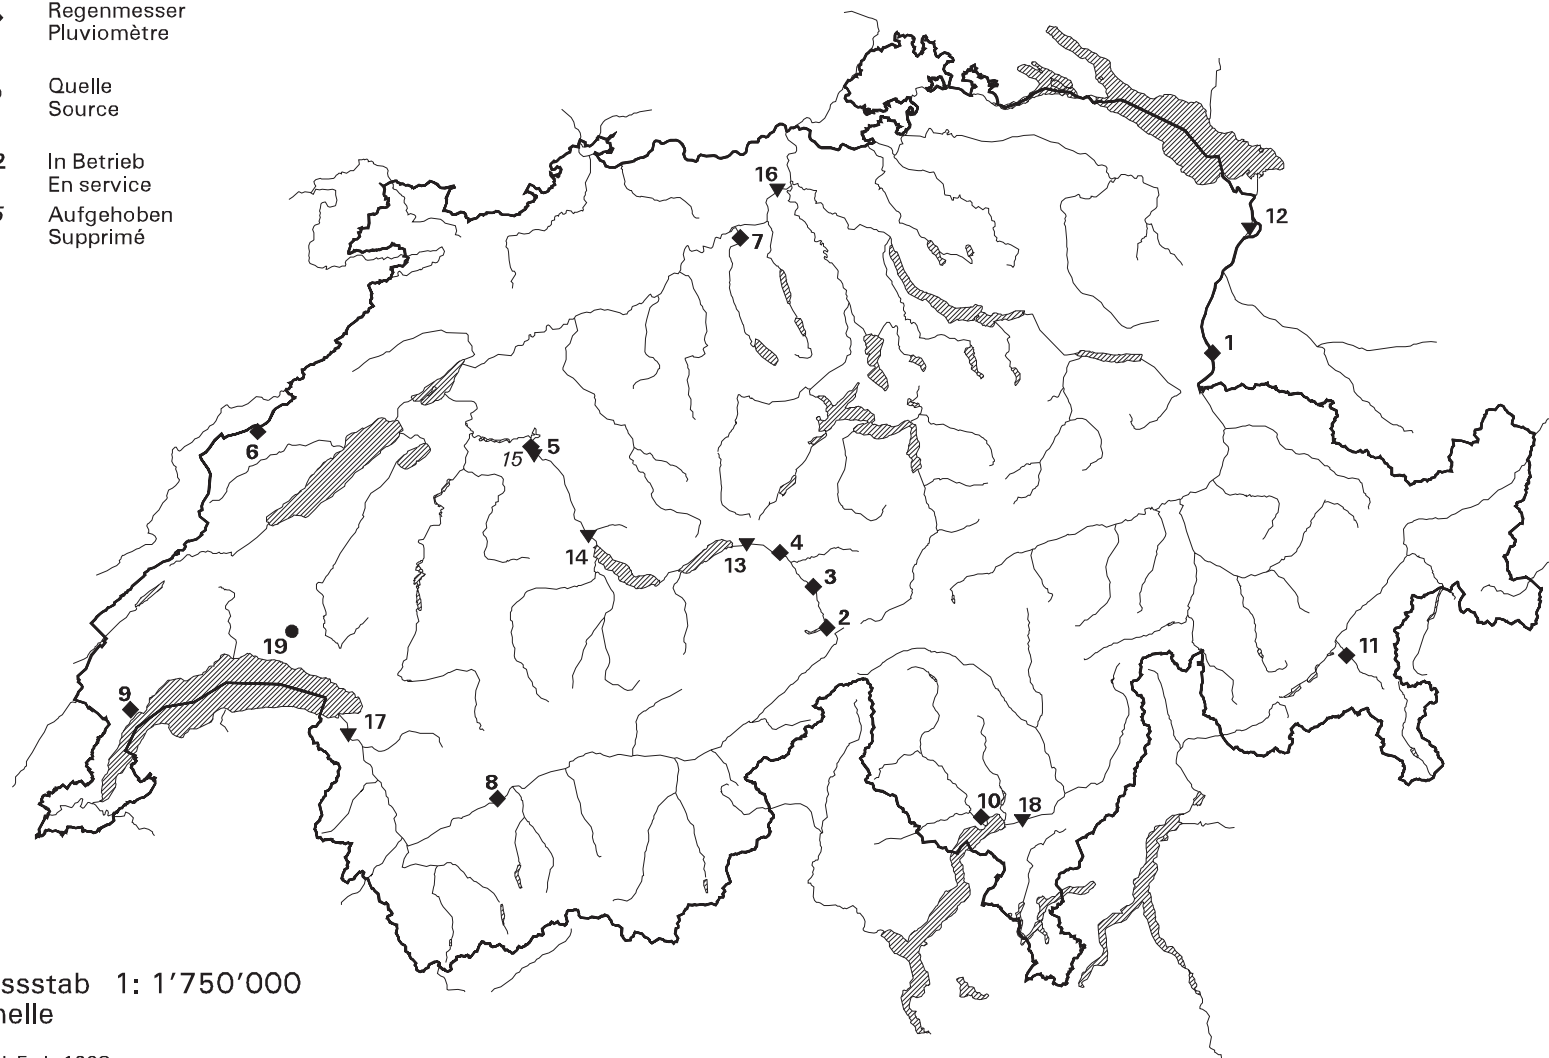 Regenmesser
Pluviomètre
Quelle
Source
In Betrieb
En service
Aufgehoben
Supprimé
16
7
12
1
6
5
15
14
13
4
3
2
19
9
17
11
8
10
18
ssstab 1: 1’750’000
nelle